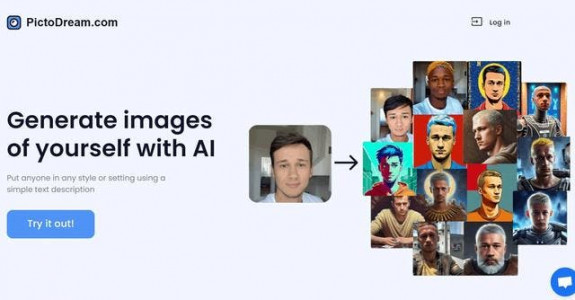 PictoDream.com
Log in
Generate images
of yourself with AI
Put anyone in any style or setting using a
simple text description
Try it out!